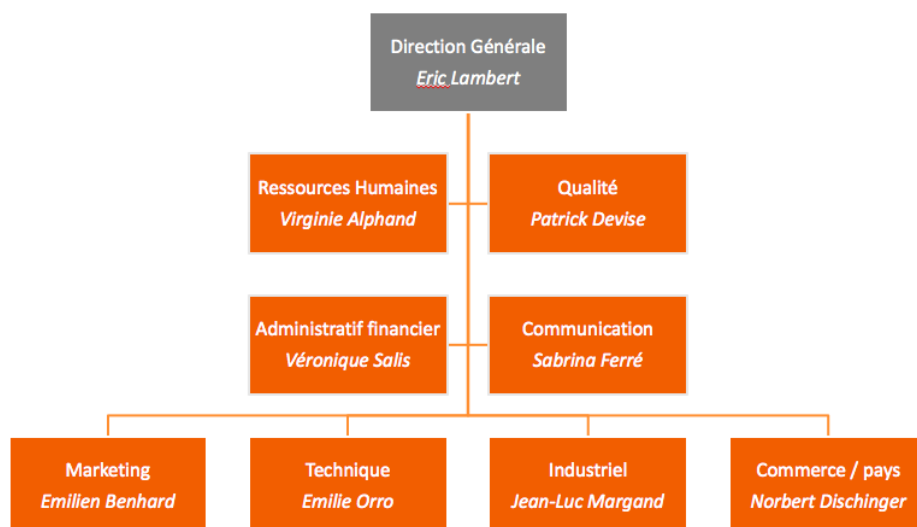 Direction Générale
Eric Lambert
Ressources Humaines
Virginie Alphand
Qualité
Patrick Devise
Administratif financier
Véronique Salis
Communication
Sabrina Ferré
Marketing
Emilien Benhard
Technique
Emilie Orro
Industriel
Jean-Luc Margand
Commerce / pays
Norbert Dischinger